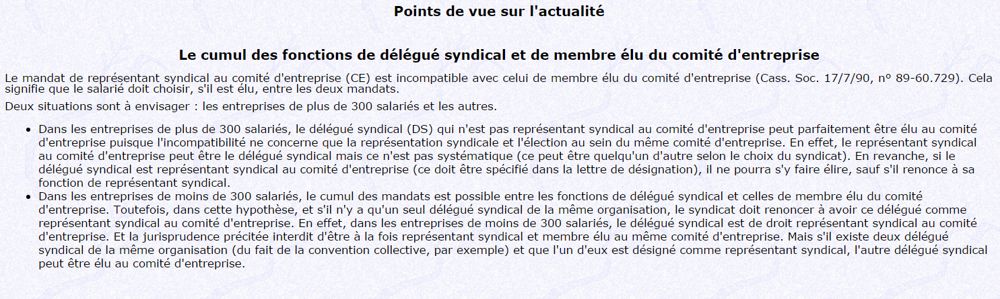 Points de vue sur l'actualité
Le cumul des fonctions de délégué syndical et de membre élu du comité d'entreprise
Le mandat de représentant syndical au comité d'entreprise (CE) est incompatible avec celui de membre élu du comité d'entreprise (Cass. Soc. 17/7/90, nº 89-60.729). Cela
signifie que le salarié doit choisir, s'il est élu, entre les deux mandats.
Deux situations sont à envisager : les entreprises de plus de 300 salariés et les autres.
• Dans les entreprises de plus de 300 salariés, le délégué syndical (DS) qui n'est pas représentant syndical au comité d'entreprise peut parfaitement être élu au comité
d'entreprise puisque l'incompatibilité ne concerne que la représentation syndicale et l'élection au sein du même comité d'entreprise. En effet, le représentant syndical
au comité d'entreprise peut être le délégué syndical mais ce n'est pas systématique (ce peut être quelqu'un d'autre selon le choix du syndicat). En revanche, si le
délégué syndical est représentant syndical au comité d'entreprise (ce doit être spécifié dans la lettre de désignation), il ne pourra s'y faire élire, sauf s'il renonce à sa
fonction de représentant syndical.
• Dans les entreprises de moins de 300 salariés, le cumul des mandats est possible entre les fonctions de délégué syndical et celles de membre élu du comité
d'entreprise. Toutefois, dans cette hypothèse, et s'il n'y a qu'un seul délégué syndical de la même organisation, le syndicat doit renoncer à avoir ce délégué comme
représentant syndical au comité d'entreprise. En effet, dans les entreprises de moins de 300 salariés, le délégué syndical est de droit représentant syndical au comité
d'entreprise. Et la jurisprudence précitée interdit d'être à la fois représentant syndical et membre élu au même comité d'entreprise. Mais s'il existe deux délégué
syndical de la même organisation (du fait de la convention collective, par exemple) et que l'un d'eux est désigné comme représentant syndical, l'autre délégué syndical
peut être élu au comité d'entreprise.